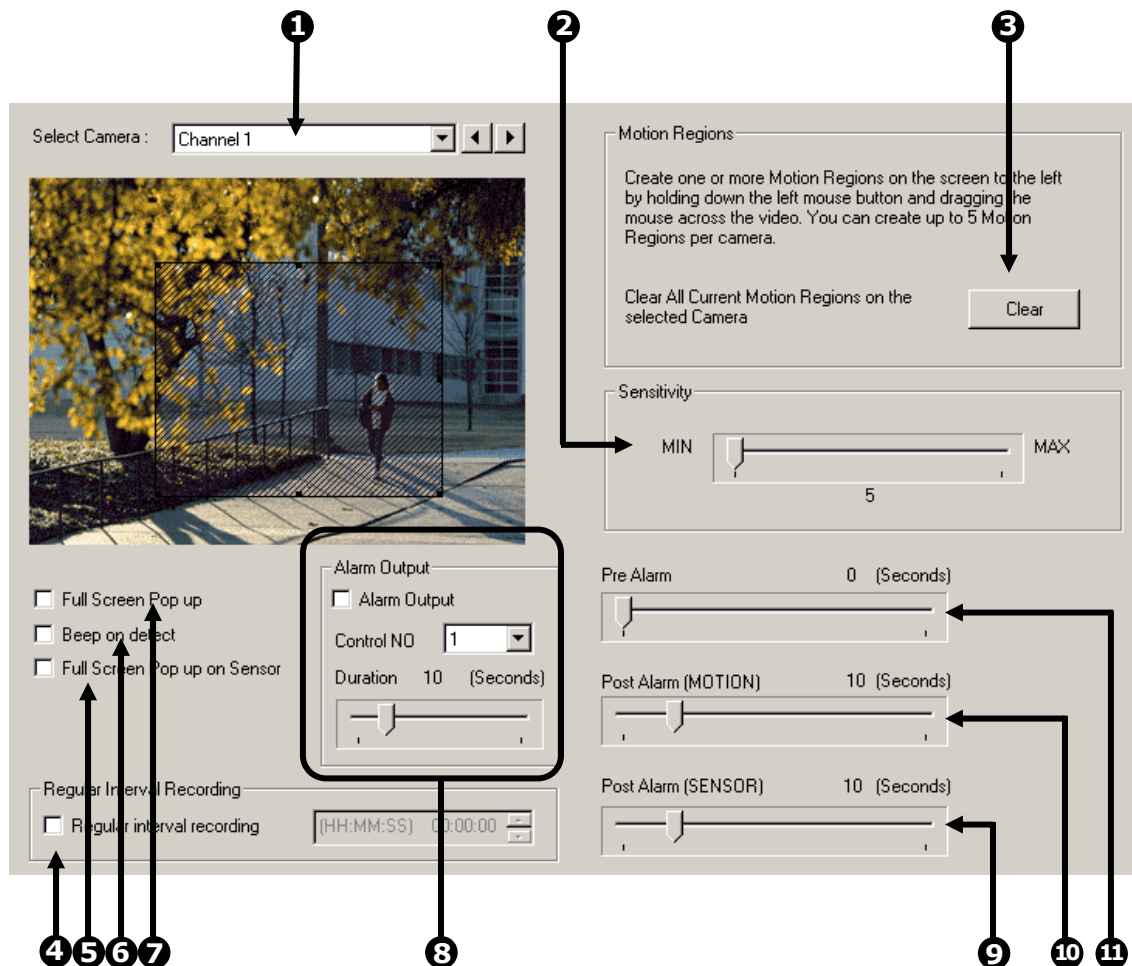 1 2 3
Select Camera : Channel 1
Motion Regions
Create one or more Motion Regions on the screen to the left
by holding down the left mouse button and dragging the
mouse across the video. You can create up to 5 Motion
Regions per camera.
Clear All Current Motion Regions on the
selected Camera
Clear
Sensitivity
MIN MAX
5
Full Screen Pop up
Beep on detect
Full Screen Pop up on Sensor
Alarm Output
Alarm Output
Control NO 1
Duration 10 (Seconds)
Pre Alarm 0 (Seconds)
Post Alarm (MOTION) 10 (Seconds)
Post Alarm (SENSOR) 10 (Seconds)
Regular Interval Recording
Regular interval recording (HH:MM:SS) 00:00:00
4 5 6 7 8 9 10 11